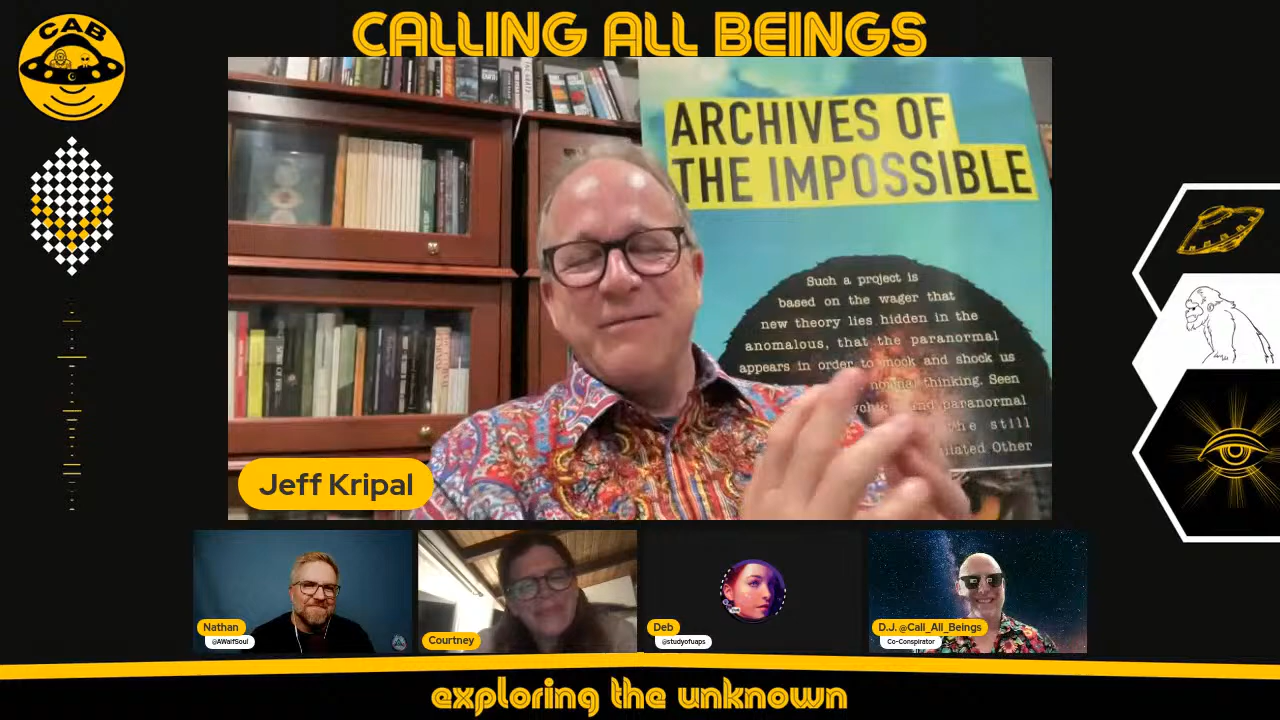 CAB
CALLING ALL BEINGS
ARCHIVES OF
THE IMPOSSIBLE
Such a project is
based on the wager that
new theory lies hidden in the
anomalous, that the paranormal
appears in order to mock and shock us
normal thinking. Seen
and paranormal
the still
Other
Jeff Kripal
Nathan
@AWaifSoul
Courtney
Deb
@studyofuaps
D.J. @Call_All_Beings
Co-Conspirator
exploring the unknown